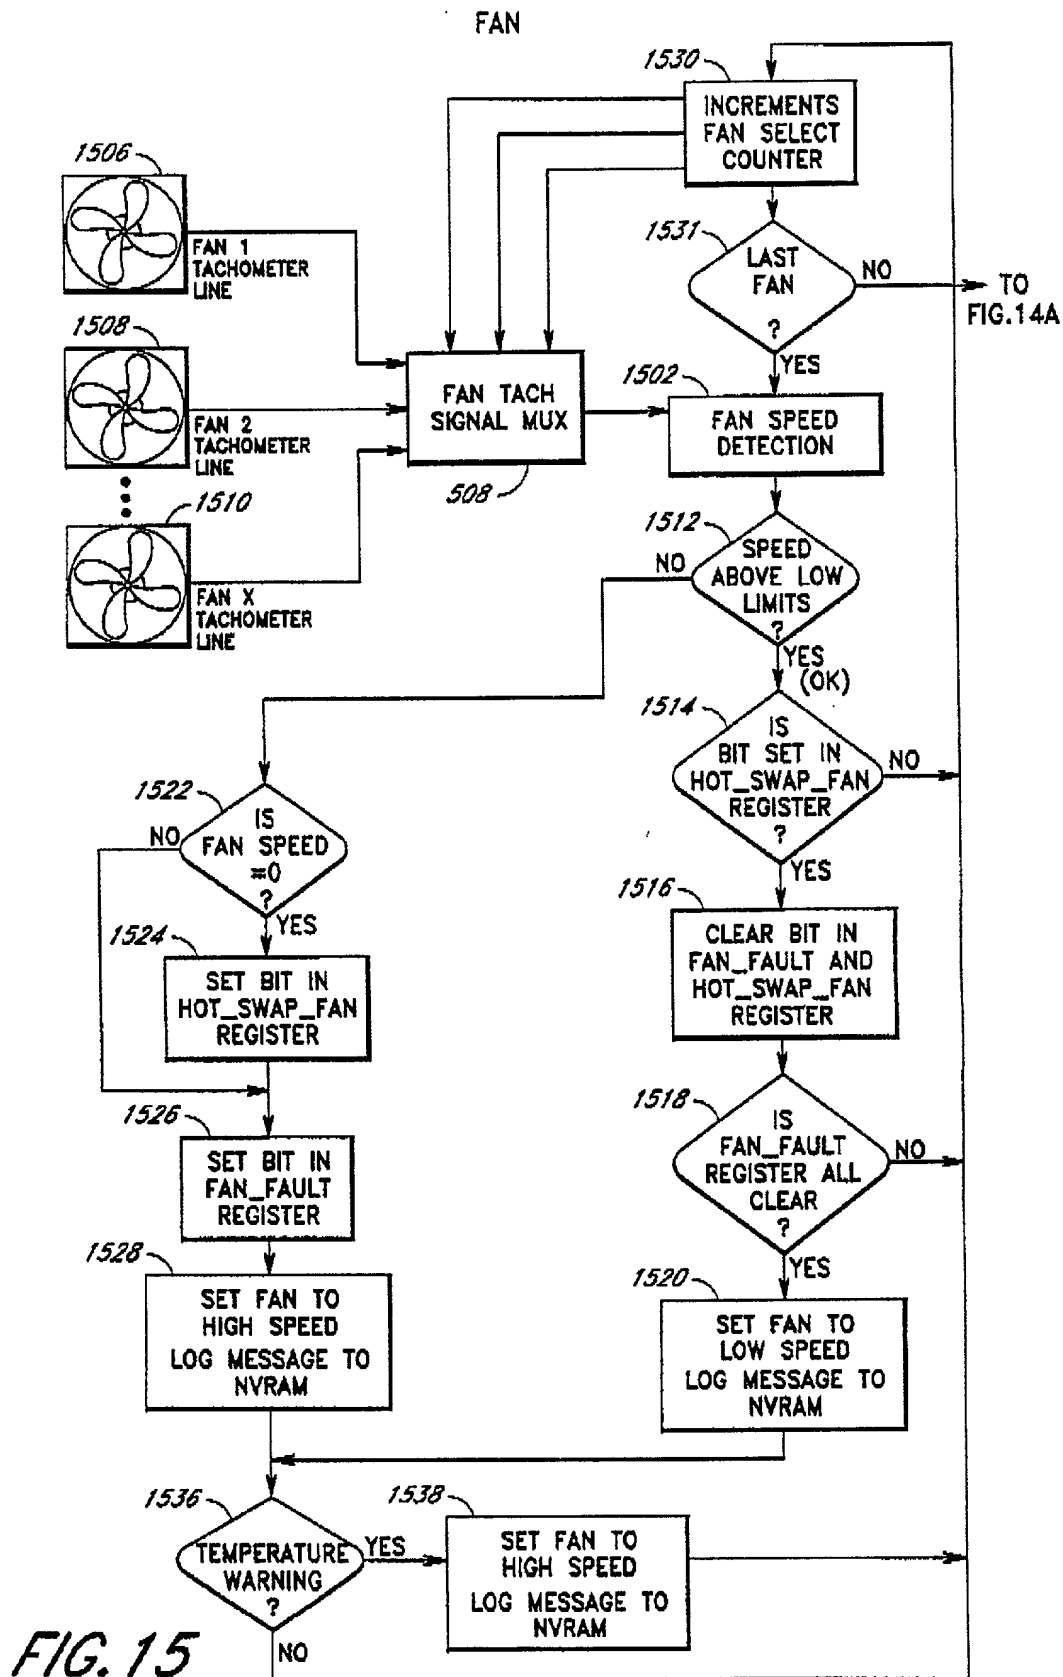 FAN
1530
INCREMENTS
FAN SELECT
COUNTER
1506
FAN 1
TACHOMETER
LINE
1531
LAST
FAN
?
NO
TO
FIG.14A
YES
1508
FAN 2
TACHOMETER
LINE
FAN TACH
SIGNAL MUX
508
1502
FAN SPEED
DETECTION
1510
FAN X
TACHOMETER
LINE
1512
SPEED
ABOVE LOW
LIMITS
?
NO
YES
(OK)
1514
IS
BIT SET IN
HOT_SWAP_FAN
REGISTER
?
NO
YES
1522
IS
FAN SPEED
=0
?
NO
YES
1516
CLEAR BIT IN
FAN_FAULT AND
HOT_SWAP_FAN
REGISTER
1524
SET BIT IN
HOT_SWAP_FAN
REGISTER
1518
IS
FAN_FAULT
REGISTER ALL
CLEAR
?
NO
YES
1526
SET BIT IN
FAN_FAULT
REGISTER
1528
SET FAN TO
HIGH SPEED
LOG MESSAGE TO
NVRAM
1520
SET FAN TO
LOW SPEED
LOG MESSAGE TO
NVRAM
1536
TEMPERATURE
WARNING
?
YES
NO
1538
SET FAN TO
HIGH SPEED
LOG MESSAGE TO
NVRAM
FIG. 15